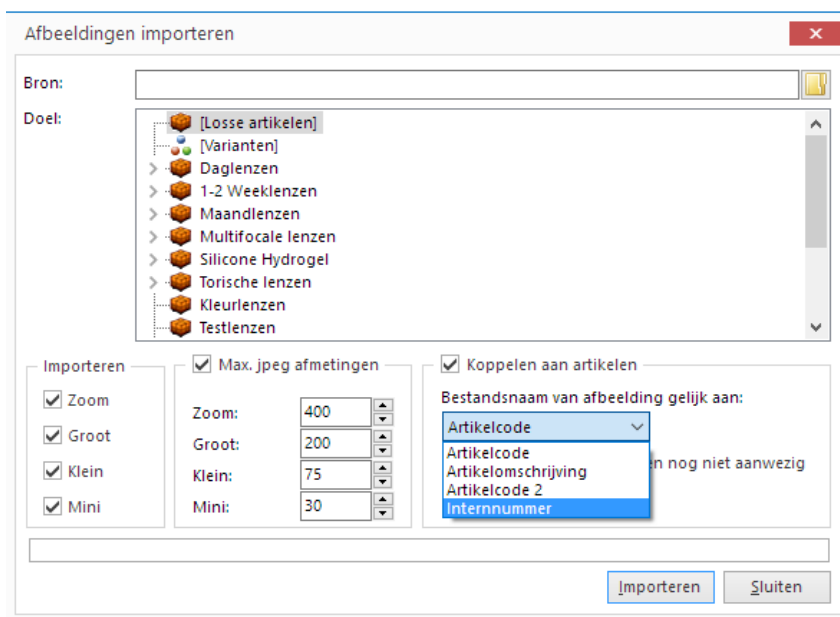 Afbeeldingen importeren
Bron:
Doel:
[Losse artikelen]
[Varianten]
Daglenzen
1-2 Weeklenzen
Maandlenzen
Multifocale lenzen
Silicone Hydrogel
Torische lenzen
Kleurlenzen
Testlenzen
Importeren
Zoom
Groot
Klein
Mini
Max. jpeg afmetingen
Zoom: 400
Groot: 200
Klein: 75
Mini: 30
Koppelen aan artikelen
Bestandsnaam van afbeelding gelijk aan:
Artikelcode
Artikelcode
Artikelomschrijving
Artikelcode 2
Internnummer
nog niet aanwezig
Importeren
Sluiten